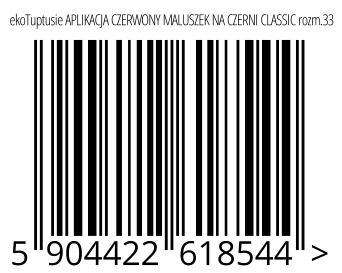 ekoTuptusie APLIKACJA CZERWONY MALUSZEK NA CZERNI CLASSIC rozm.33
5 904422 618544 >